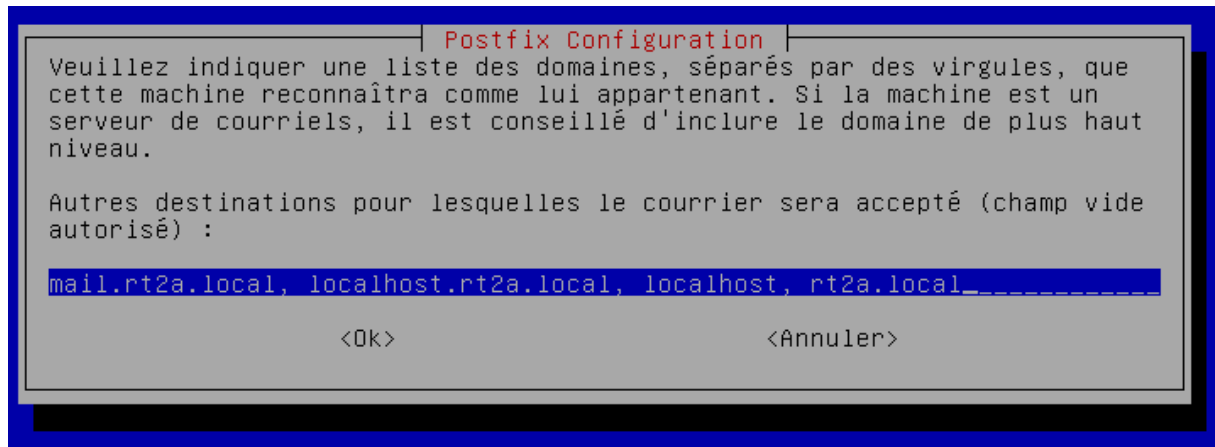 Postfix Configuration
Veuillez indiquer une liste des domaines, séparés par des virgules, que
cette machine reconnaîtra comme lui appartenant. Si la machine est un
serveur de courriels, il est conseillé d'inclure le domaine de plus haut
niveau.
Autres destinations pour lesquelles le courrier sera accepté (champ vide
autorisé) :
mail.rt2a.local, localhost.rt2a.local, localhost, rt2a.local_____________
<Ok> <Annuler>